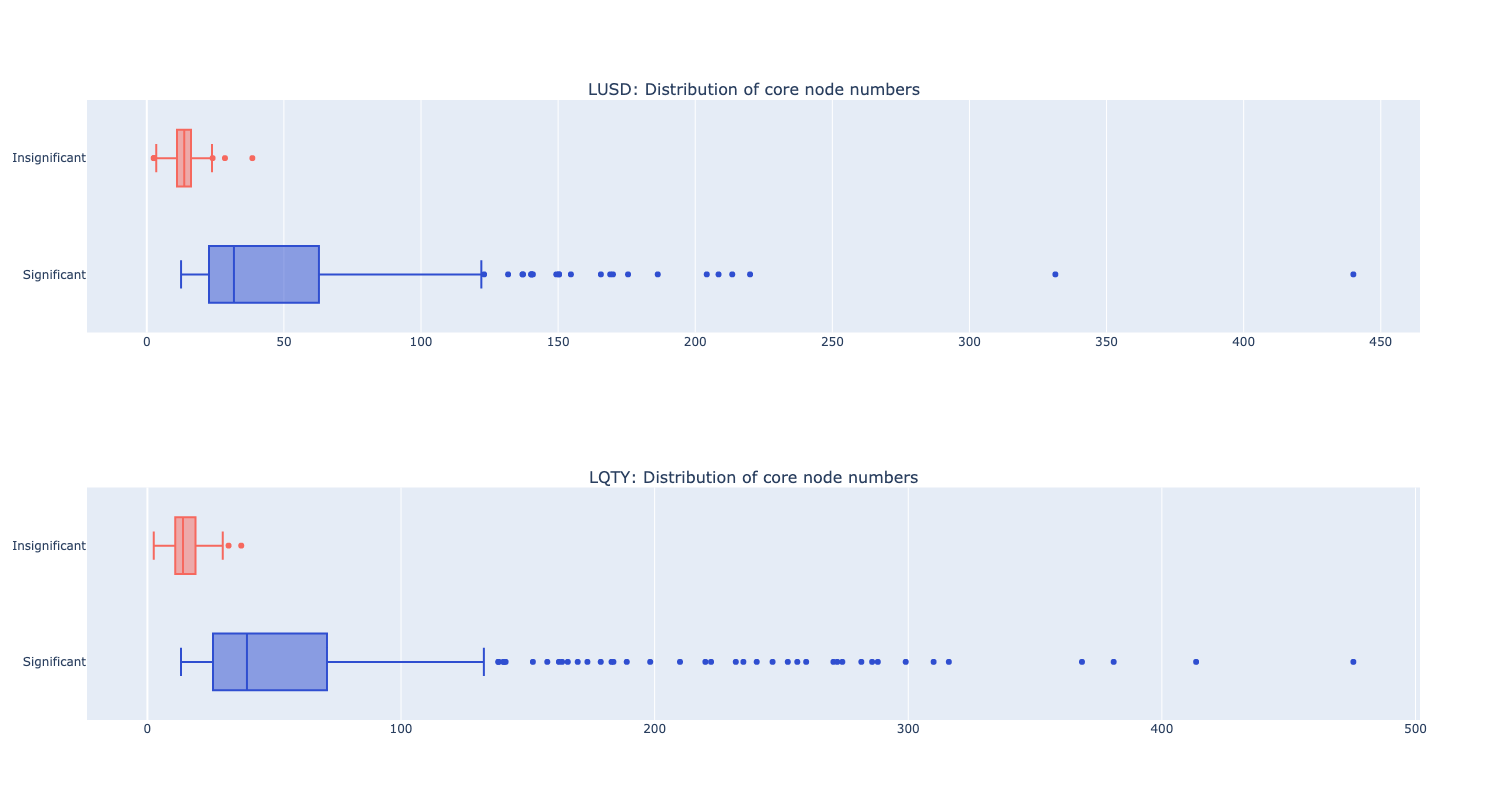 LUSD: Distribution of core node numbers
Insignificant
Significant
0 50 100 150 200 250 300 350 400 450
LQTY: Distribution of core node numbers
Insignificant
Significant
0 100 200 300 400 500